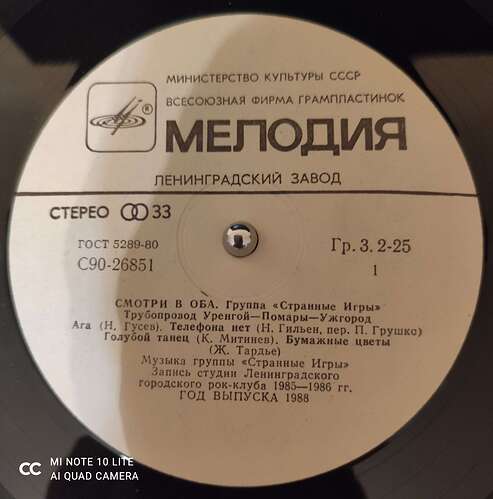 МИНИСТЕРСТВО КУЛЬТУРЫ СССР
ВСЕСОЮЗНАЯ ФИРМА ГРАМПЛАСТИНОК
®
МЕЛОДИЯ
ЛЕНИНГРАДСКИЙ ЗАВОД
СТЕРЕО 33
ГОСТ 5289-80
Гр. 3. 2-25
С90-26851
1
СМОТРИ В ОБА. Группа «Странные Игры»
Трубопровод Уренгой—Помары—Ужгород
Ага (Н. Гусев). Телефона нет (Н. Гильен, пер. П. Грушко)
Голубой танец (К. Митинев). Бумажные цветы
(Ж. Тардье)
Музыка группы «Странные Игры»
Запись студии Ленинградского
городского рок-клуба 1985—1986 гг.
ГОД ВЫПУСКА 1988
CC MI NOTE 10 LITE
AI QUAD CAMERA